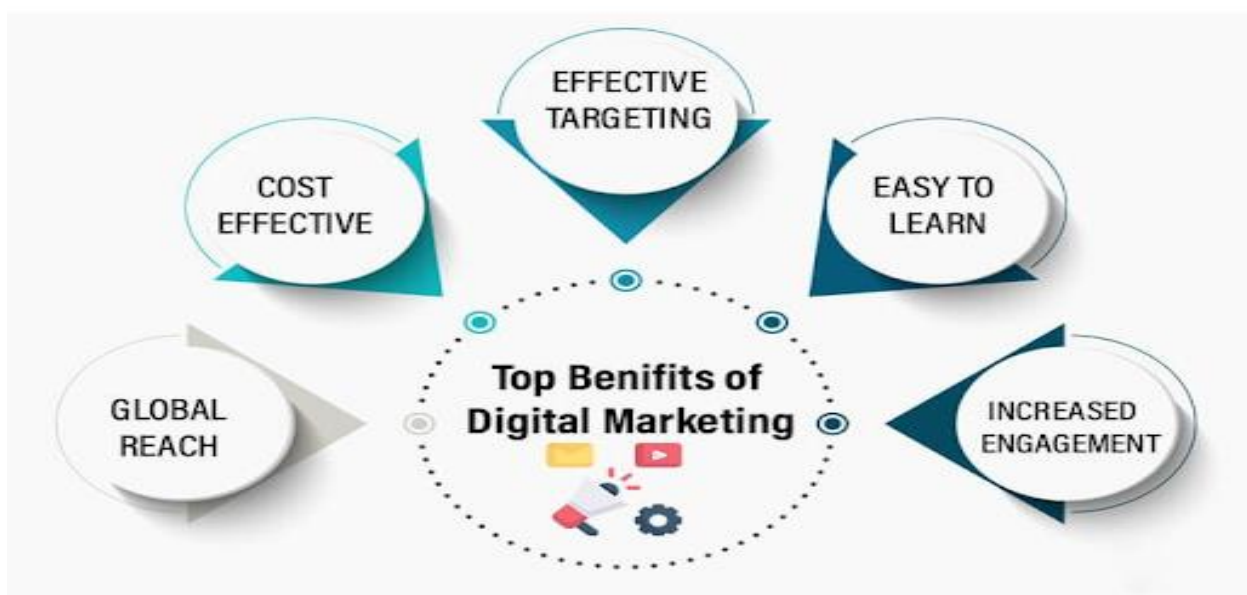 EFFECTIVE
TARGETING
COST
EFFECTIVE
EASY TO
LEARN
GLOBAL
REACH
Top Benifits of
Digital Marketing
INCREASED
ENGAGEMENT